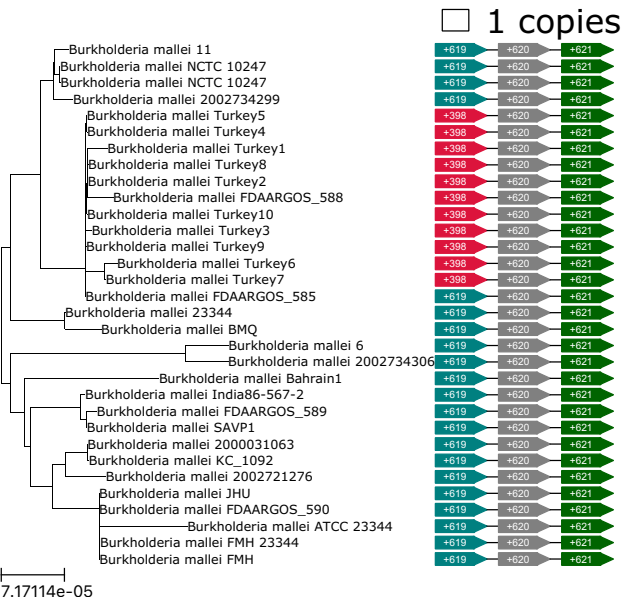 1 copies
Burkholderia mallei 11 +619 +620 +621
Burkholderia mallei NCTC 10247 +619 +620 +621
Burkholderia mallei NCTC 10247 +619 +620 +621
Burkholderia mallei 2002734299 +619 +620 +621
Burkholderia mallei Turkey5 +398 +620 +621
Burkholderia mallei Turkey4 +398 +620 +621
Burkholderia mallei Turkey1 +398 +620 +621
Burkholderia mallei Turkey8 +398 +620 +621
Burkholderia mallei Turkey2 +398 +620 +621
Burkholderia mallei FDAARGOS_588 +398 +620 +621
Burkholderia mallei Turkey10 +398 +620 +621
Burkholderia mallei Turkey3 +398 +620 +621
Burkholderia mallei Turkey9 +398 +620 +621
Burkholderia mallei Turkey6 +398 +620 +621
Burkholderia mallei Turkey7 +398 +620 +621
Burkholderia mallei FDAARGOS_585 +619 +620 +621
Burkholderia mallei 23344 +619 +620 +621
Burkholderia mallei BMQ +619 +620 +621
Burkholderia mallei 6 +619 +620 +621
Burkholderia mallei 2002734306 +619 +620 +621
Burkholderia mallei Bahrain1 +619 +620 +621
Burkholderia mallei India86-567-2 +619 +620 +621
Burkholderia mallei FDAARGOS_589 +619 +620 +621
Burkholderia mallei SAVP1 +619 +620 +621
Burkholderia mallei 2000031063 +619 +620 +621
Burkholderia mallei KC_1092 +619 +620 +621
Burkholderia mallei 2002721276 +619 +620 +621
Burkholderia mallei JHU +619 +620 +621
Burkholderia mallei FDAARGOS_590 +619 +620 +621
Burkholderia mallei ATCC 23344 +619 +620 +621
Burkholderia mallei FMH 23344 +619 +620 +621
Burkholderia mallei FMH +619 +620 +621
7.17114e-05